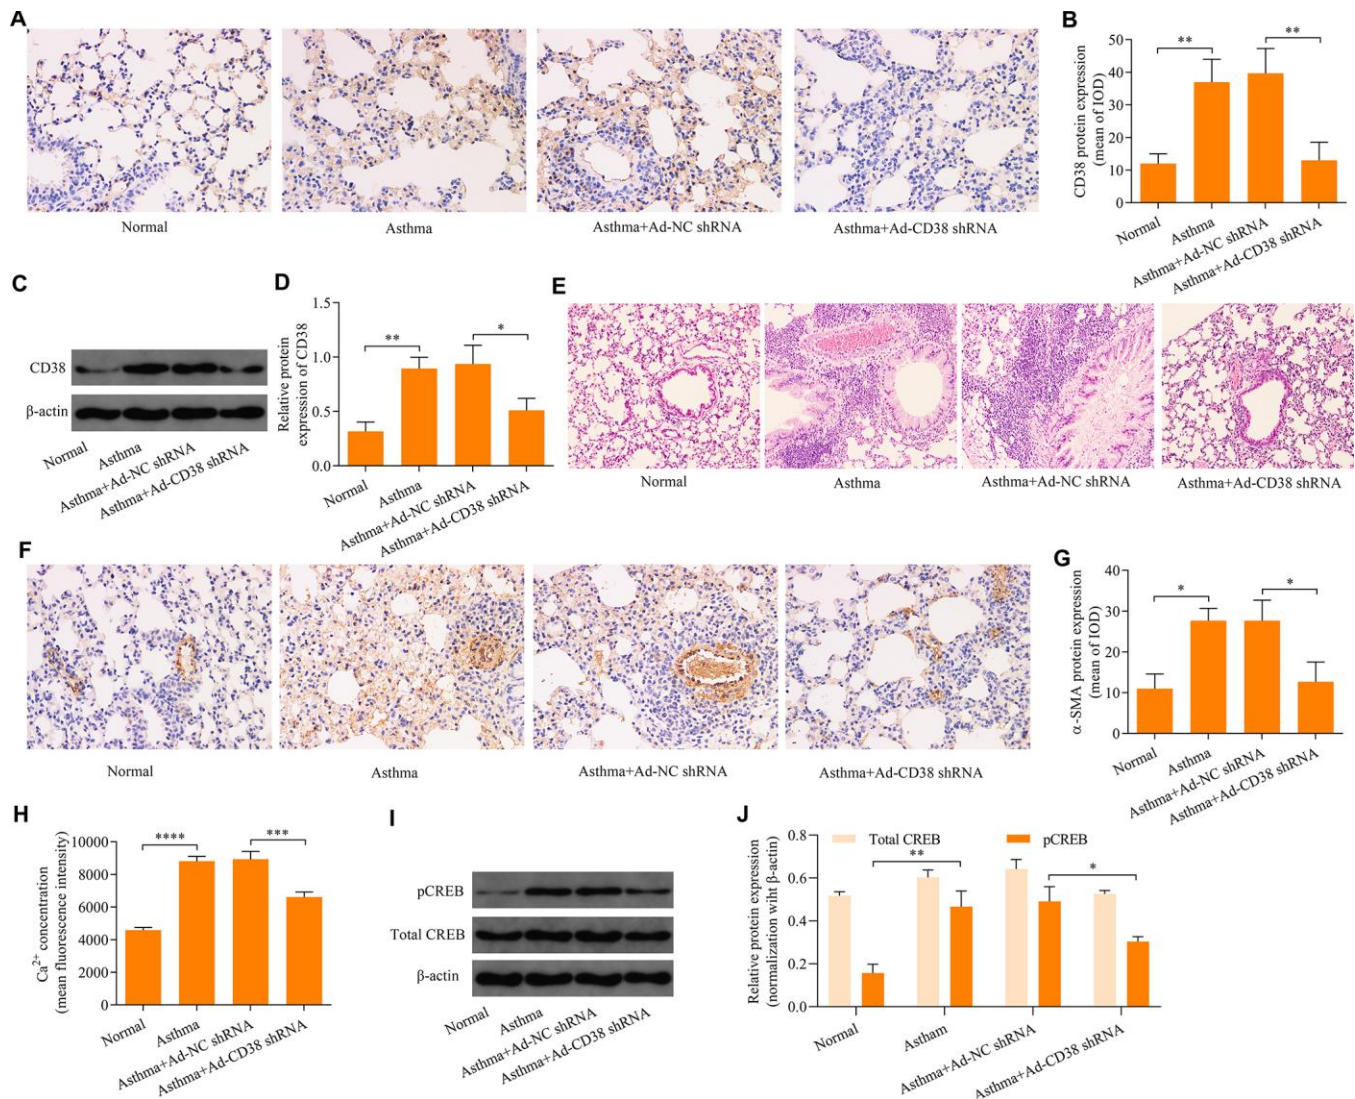 A
Normal
Asthma
Asthma+Ad-NC shRNA
Asthma+Ad-CD38 shRNA
B
CD38 protein expression
(mean of IOD)
50
40
30
20
10
0
**
**
Normal
Asthma
Asthma+Ad-NC shRNA
Asthma+Ad-CD38 shRNA
C
CD38
β-actin
Normal
Asthma
Asthma+Ad-NC shRNA
Asthma+Ad-CD38 shRNA
D
Relative protein
expression of CD38
1.5
1.0
0.5
0.0
**
*
Normal
Asthma
Asthma+Ad-NC shRNA
Asthma+Ad-CD38 shRNA
E
Normal
Asthma
Asthma+Ad-NC shRNA
Asthma+Ad-CD38 shRNA
F
Normal
Asthma
Asthma+Ad-NC shRNA
Asthma+Ad-CD38 shRNA
G
α-SMA protein expression
(mean of IOD)
40
30
20
10
0
*
*
Normal
Asthma
Asthma+Ad-NC shRNA
Asthma+Ad-CD38 shRNA
H
Ca²⁺ concentration
(mean fluorescence intensity)
10000
8000
6000
4000
2000
0
****
***
Normal
Asthma
Asthma+Ad-NC shRNA
Asthma+Ad-CD38 shRNA
I
pCREB
Total CREB
β-actin
Normal
Asthma
Asthma+Ad-NC shRNA
Asthma+Ad-CD38 shRNA
J
Relative protein expression
(normalization wiht β-actin)
0.8
0.6
0.4
0.2
0.0
Total CREB
pCREB
**
*
Normal
Astham
Asthma+Ad-NC shRNA
Asthma+Ad-CD38 shRNA